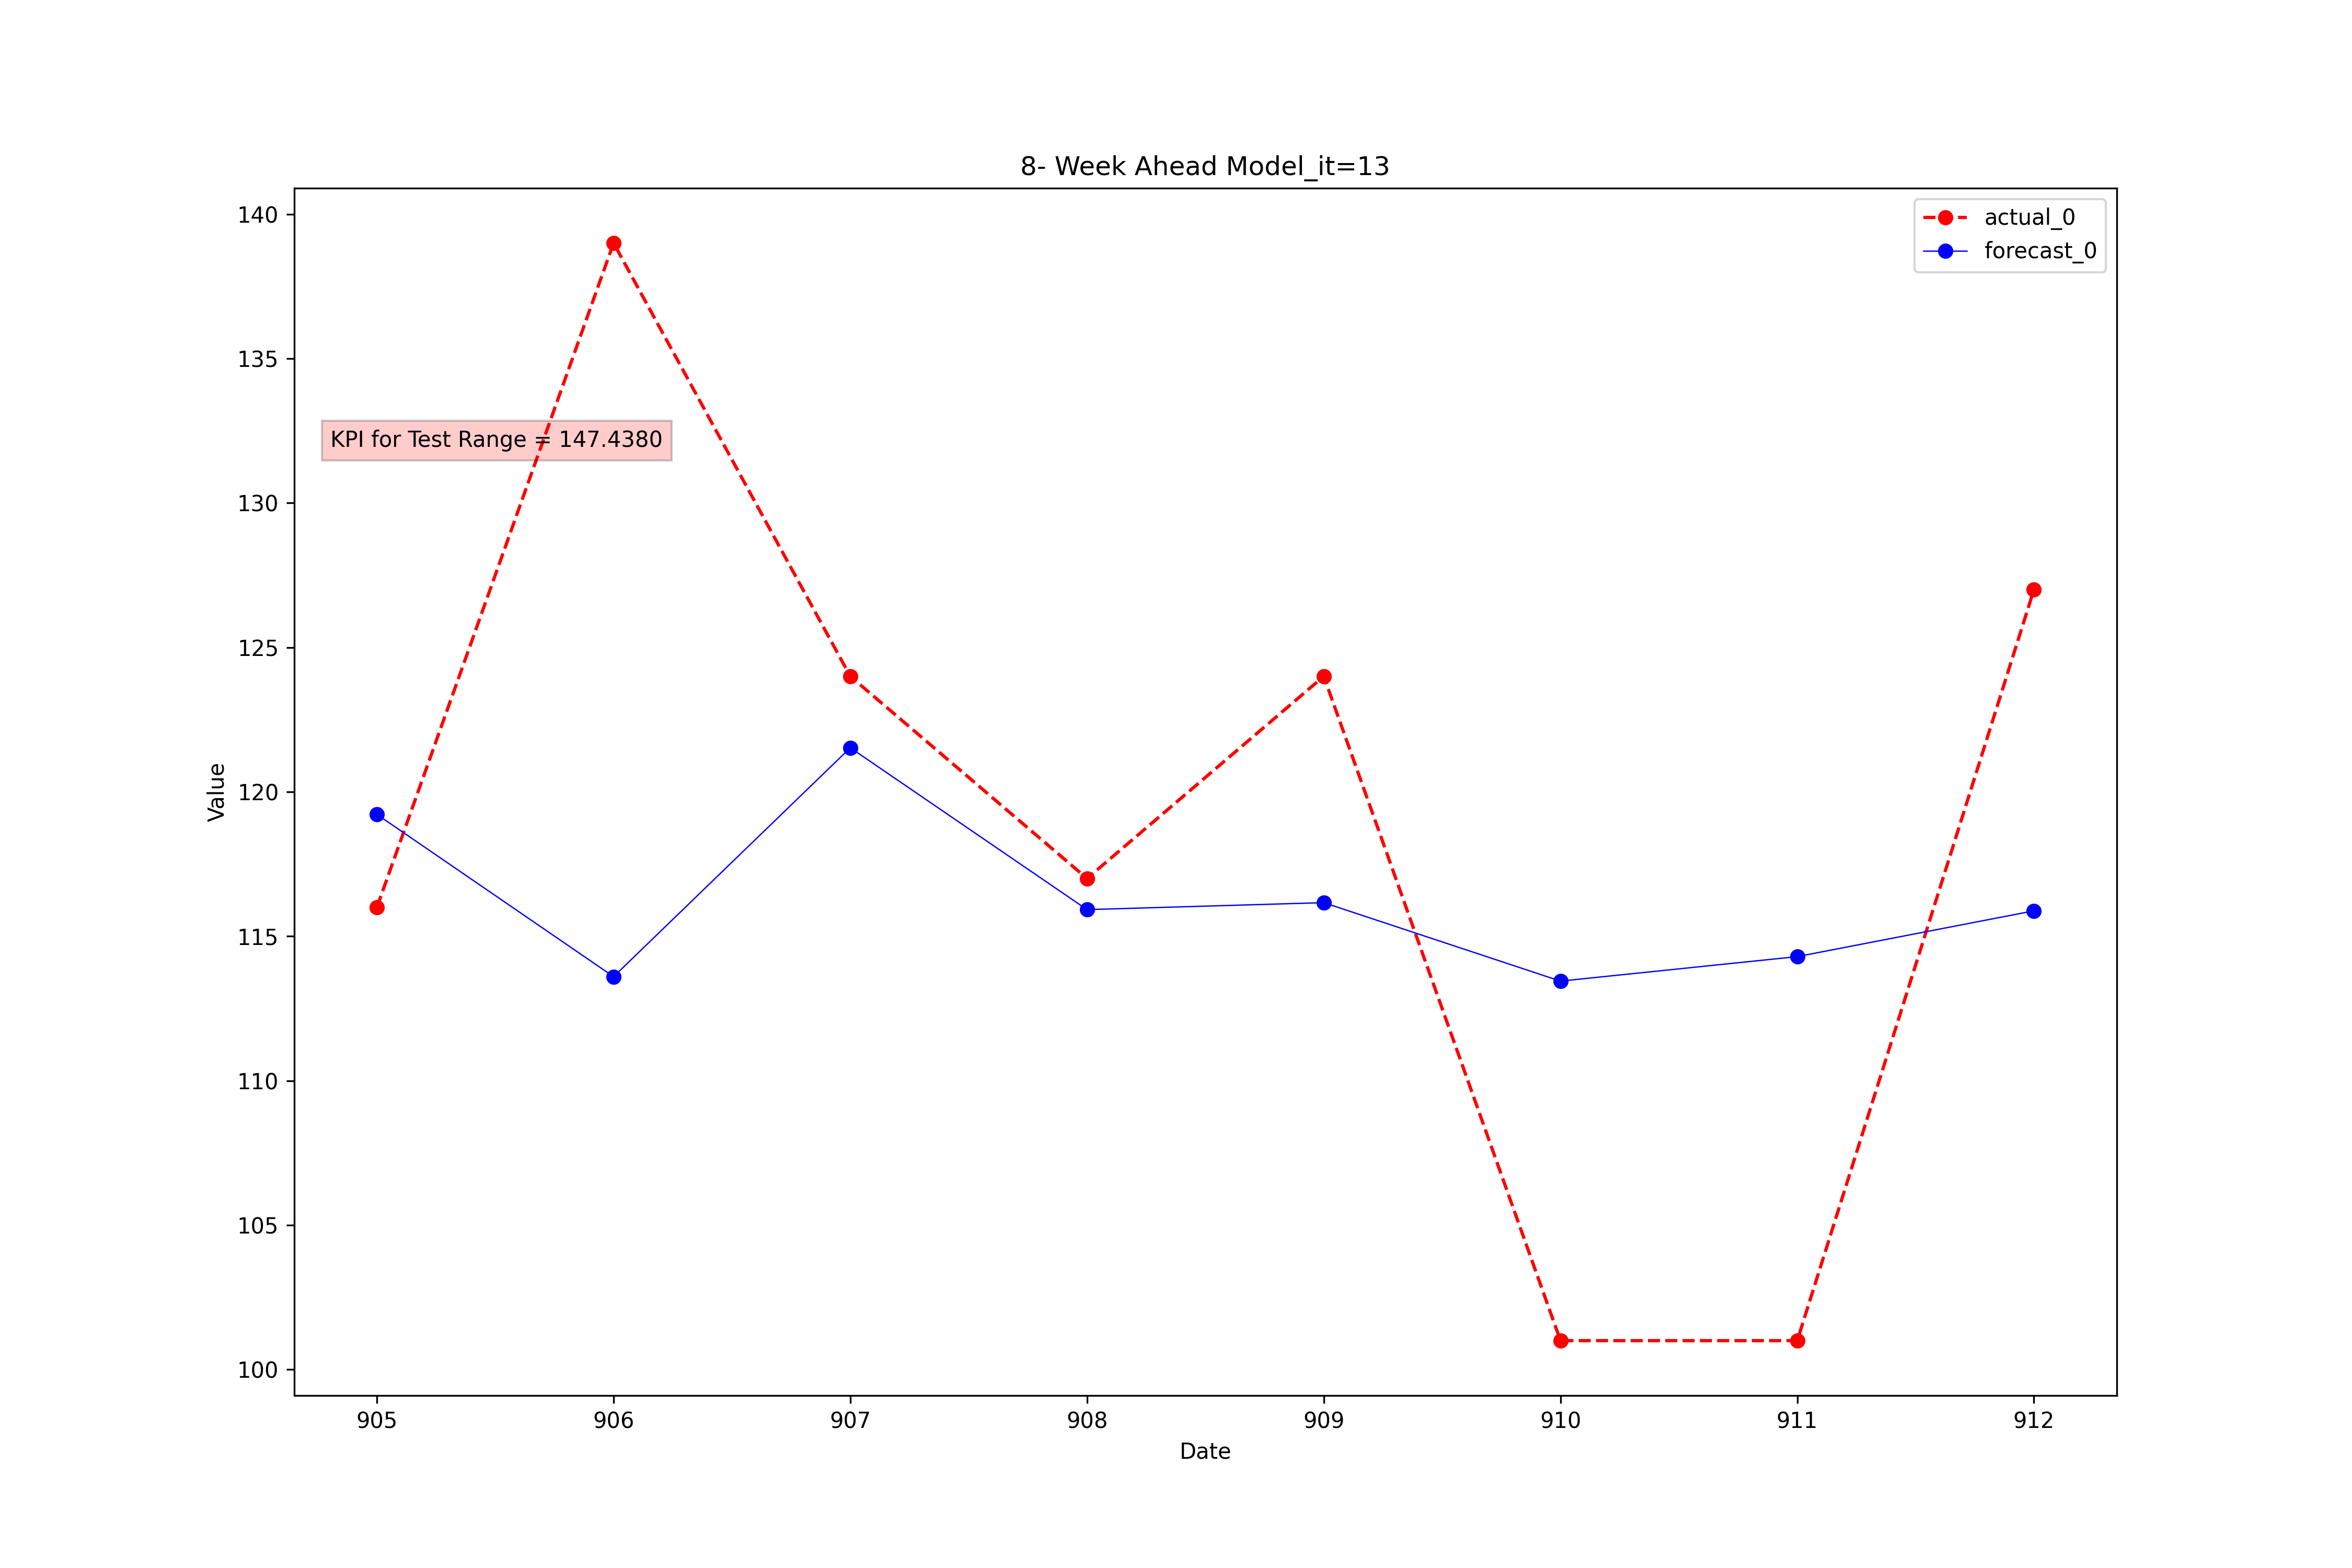 8- Week Ahead Model_it=13
actual_0
forecast_0
KPI for Test Range = 147.4380
Value
140
135
130
125
120
115
110
105
100
905 906 907 908 909 910 911 912
Date